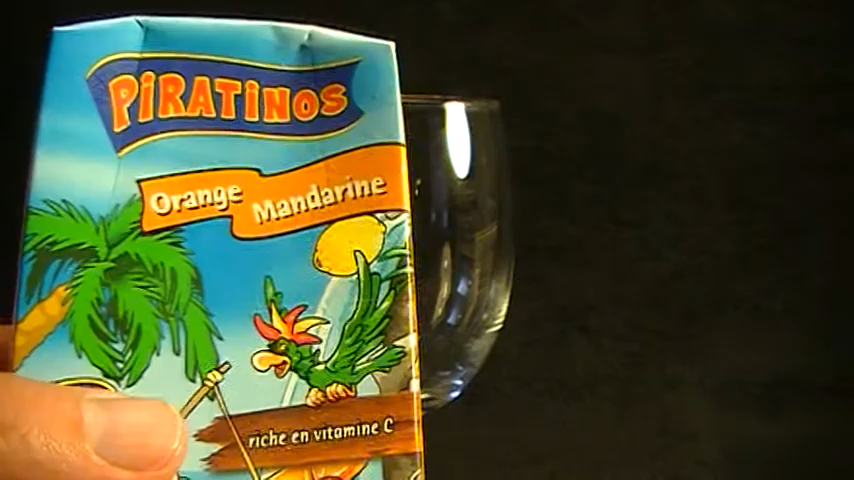 PIRATINOS
Orange
Mandarine
riche en vitamine C